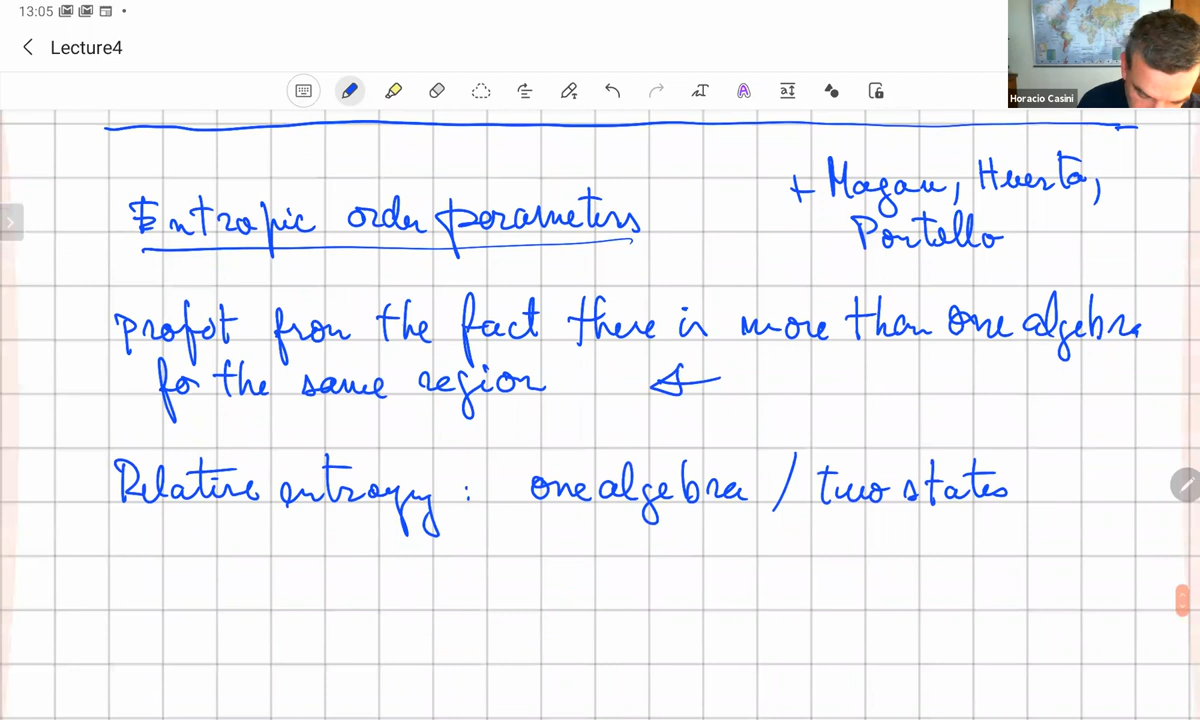 13:05
Lecture4
Horacio Casini
+ Magan, Huerta,
Pontello
Entropic order parameters
profit from the fact there is more than one algebra
for the same region ←
Relative entropy : one algebra / two states